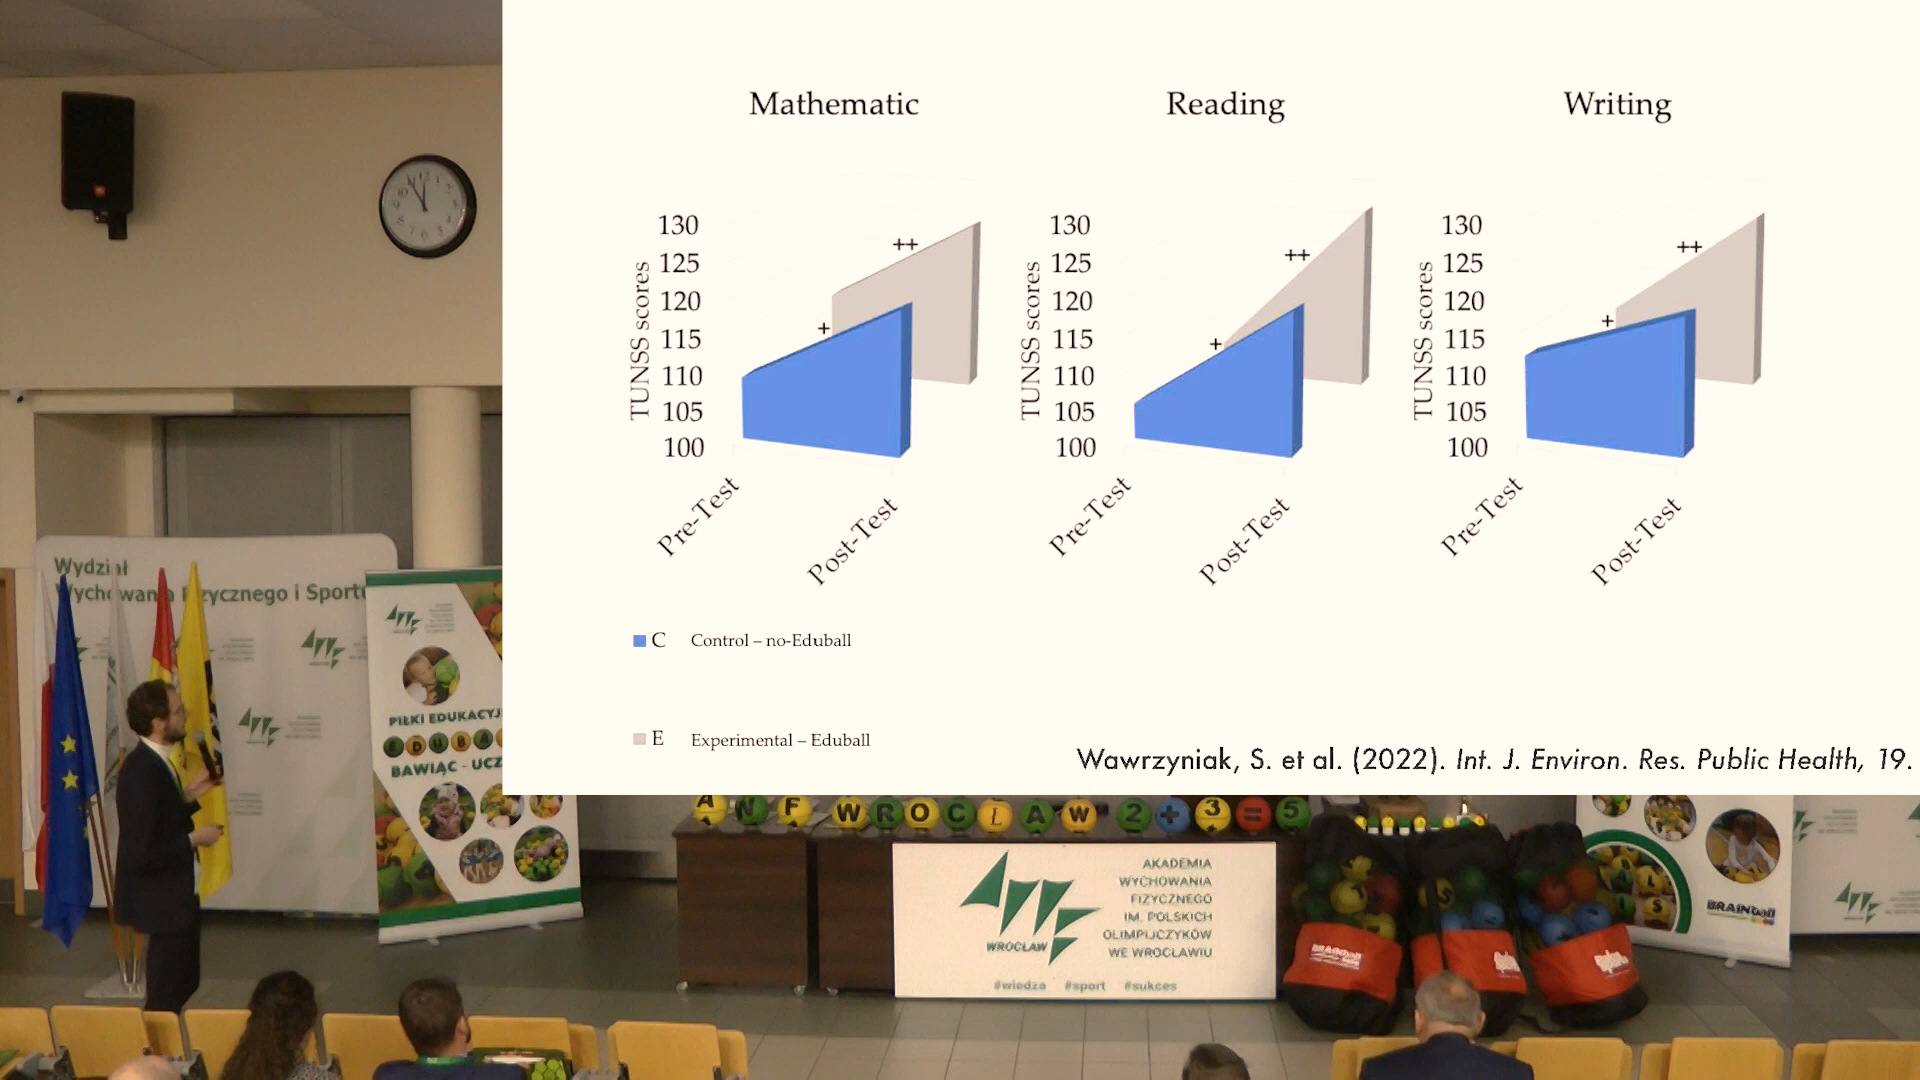 Mathematic
Reading
Writing
TUNSS scores
130
125
120
115
110
105
100
++
+
Pre-Test
Post-Test
TUNSS scores
130
125
120
115
110
105
100
++
+
Pre-Test
Post-Test
TUNSS scores
130
125
120
115
110
105
100
++
+
Pre-Test
Post-Test
C Control – no-Eduball
E Experimental – Eduball
Wawrzyniak, S. et al. (2022). Int. J. Environ. Res. Public Health, 19.
Wydział
Wychowania Fizycznego i Sportu
PIŁKI EDUKACYJ
EDUBA
BAWIĄC - UCZ
A N F WROCLAW 2 + 3 = 5
WROCŁAW
AKADEMIA
WYCHOWANIA
FIZYCZNEGO
IM. POLSKICH
OLIMPIJCZYKÓW
WE WROCŁAWIU
#wiedza #sport #sukces
BRAINball